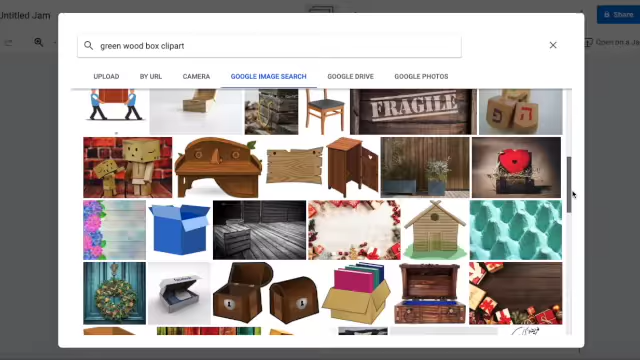 Untitled Jam
Share
Open on a Ja
green wood box clipart
UPLOAD
BY URL
CAMERA
GOOGLE IMAGE SEARCH
GOOGLE DRIVE
GOOGLE PHOTOS
FRAGILE